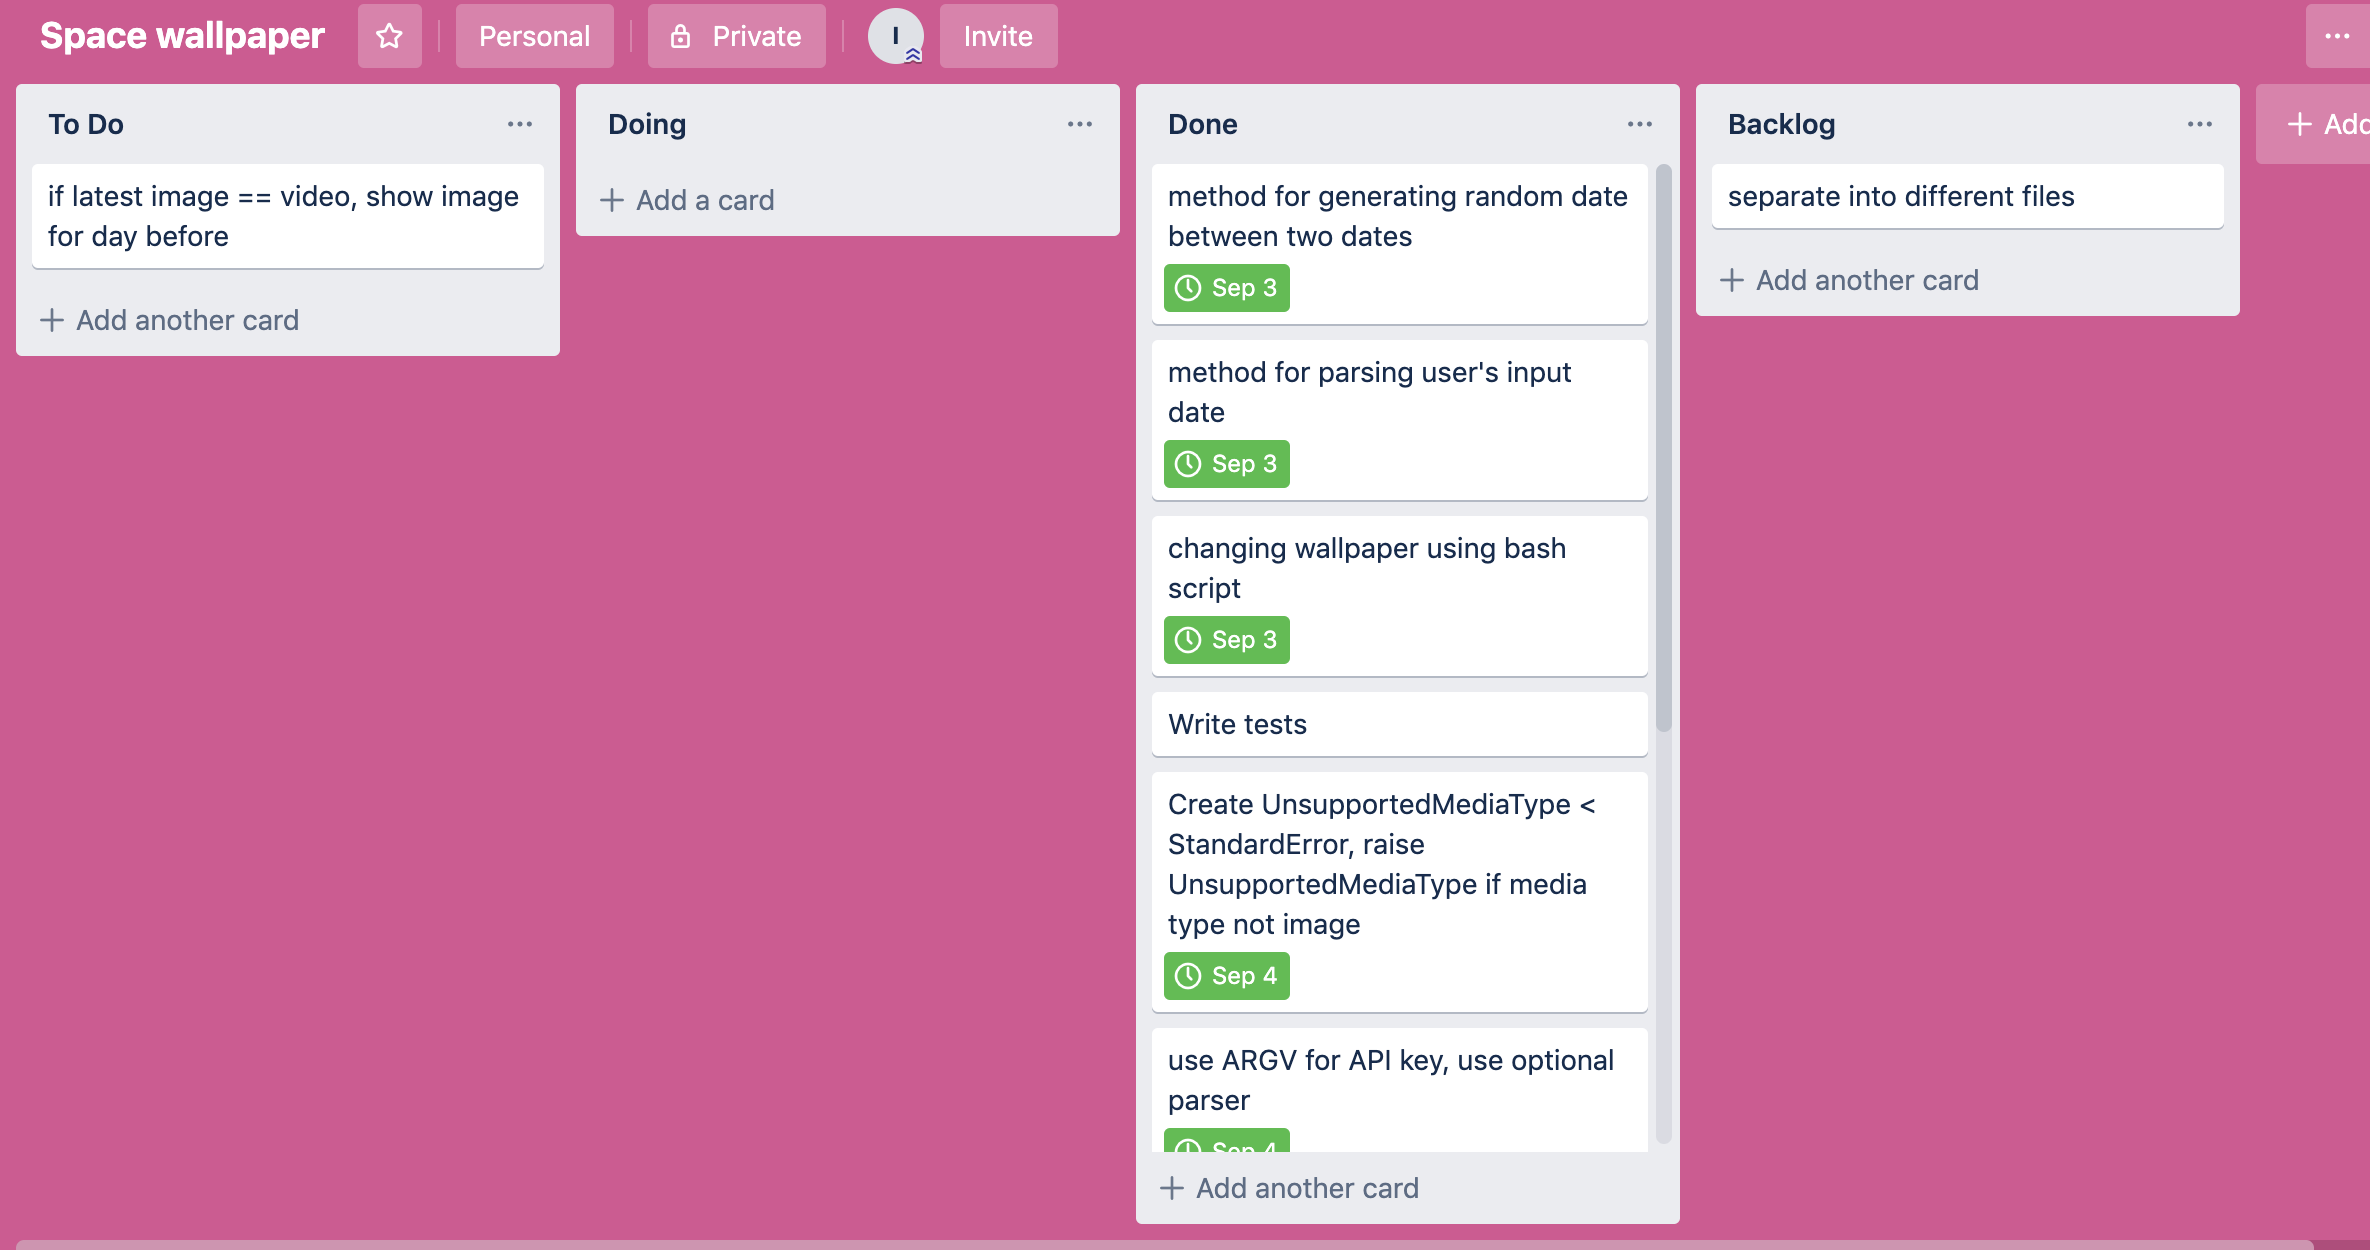 Space wallpaper
Personal
Private
I
Invite
To Do
if latest image == video, show image
for day before
Add another card
Doing
Add a card
Done
method for generating random date
between two dates
Sep 3
method for parsing user's input
date
Sep 3
changing wallpaper using bash
script
Sep 3
Write tests
Create UnsupportedMediaType <
StandardError, raise
UnsupportedMediaType if media
type not image
Sep 4
use ARGV for API key, use optional
parser
Sep 4
Add another card
Backlog
separate into different files
Add another card
Add